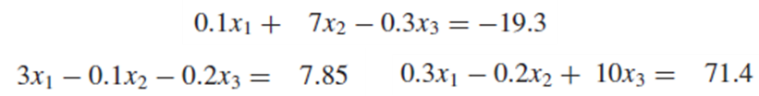 0.1x₁ + 7x₂ − 0.3x₃ = −19.3
3x₁ − 0.1x₂ − 0.2x₃ = 7.85 0.3x₁ − 0.2x₂ + 10x₃ = 71.4